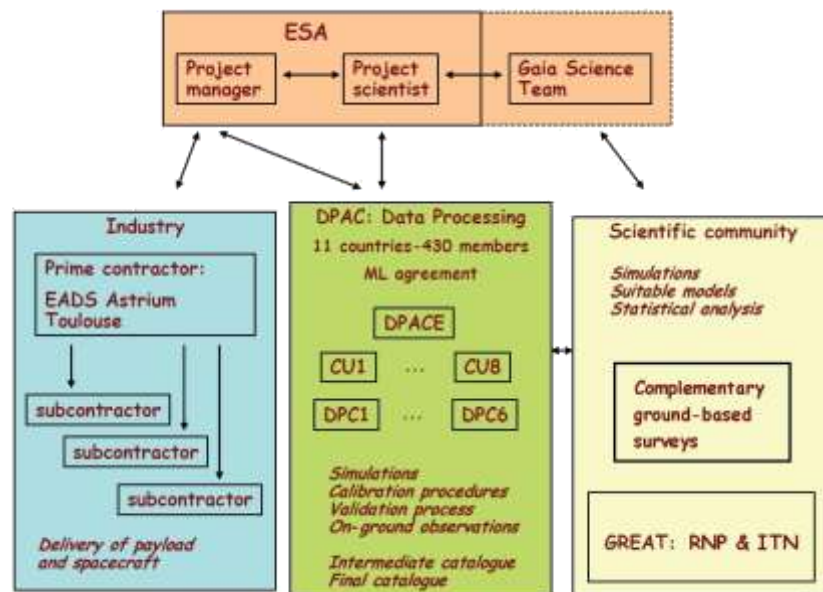 ESA
Project
manager
Project
scientist
Gaia Science
Team
Industry
Prime contractor:
EADS Astrium
Toulouse
subcontractor
subcontractor
subcontractor
Delivery of payload
and spacecraft
DPAC: Data Processing
11 countries-430 members
ML agreement
DPACE
CU1 ... CU8
DPC1 ... DPC6
Simulations
Calibration procedures
Validation process
On-ground observations
Intermediate catalogue
Final catalogue
Scientific community
Simulations
Suitable models
Statistical analysis
Complementary
ground-based
surveys
GREAT: RNP & ITN